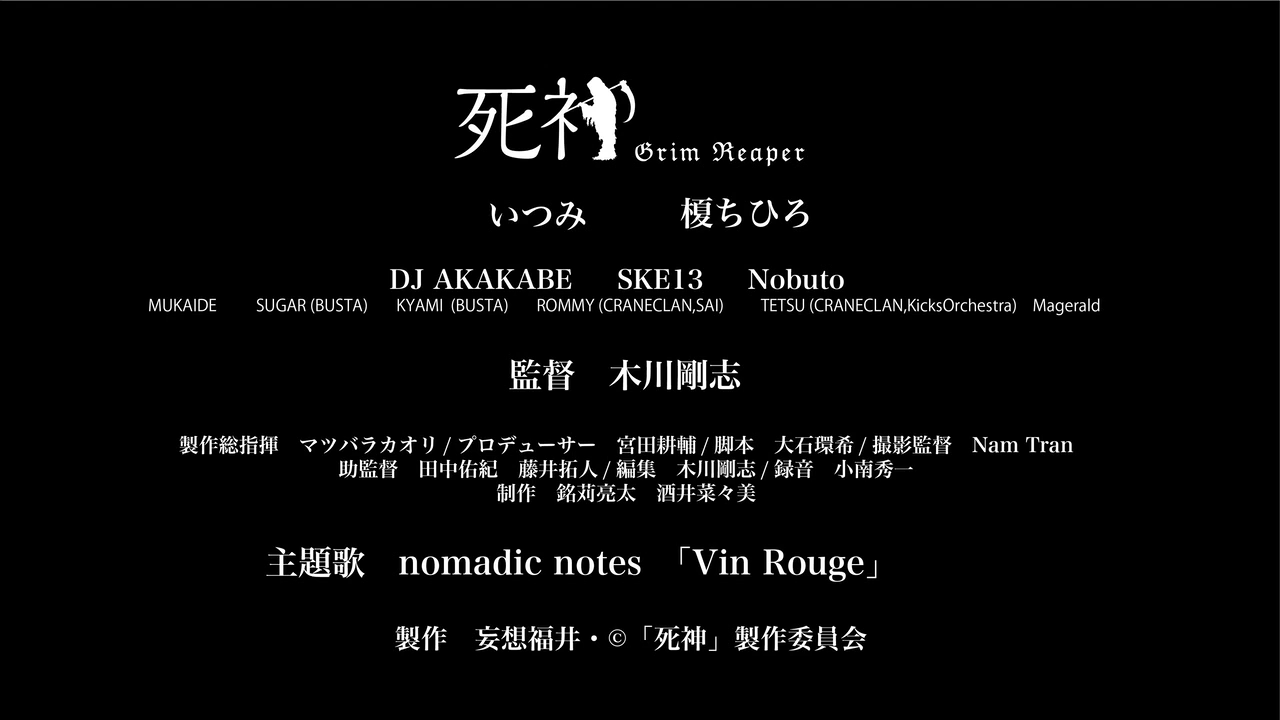 死神 Grim Reaper
いつみ　榎ちひろ
DJ AKAKABE　SKE13　Nobuto
MUKAIDE　SUGAR (BUSTA)　KYAMI (BUSTA)　ROMMY (CRANECLAN,SAI)　TETSU (CRANECLAN,KicksOrchestra)　Magerald
監督　木川剛志
製作総指揮　マツバラカオリ / プロデューサー　宮田耕輔 / 脚本　大石環希 / 撮影監督　Nam Tran
助監督　田中佑紀　藤井拓人 / 編集　木川剛志 / 録音　小南秀一
制作　銘苅亮太　酒井菜々美
主題歌　nomadic notes　「Vin Rouge」
製作　妄想福井・©「死神」製作委員会